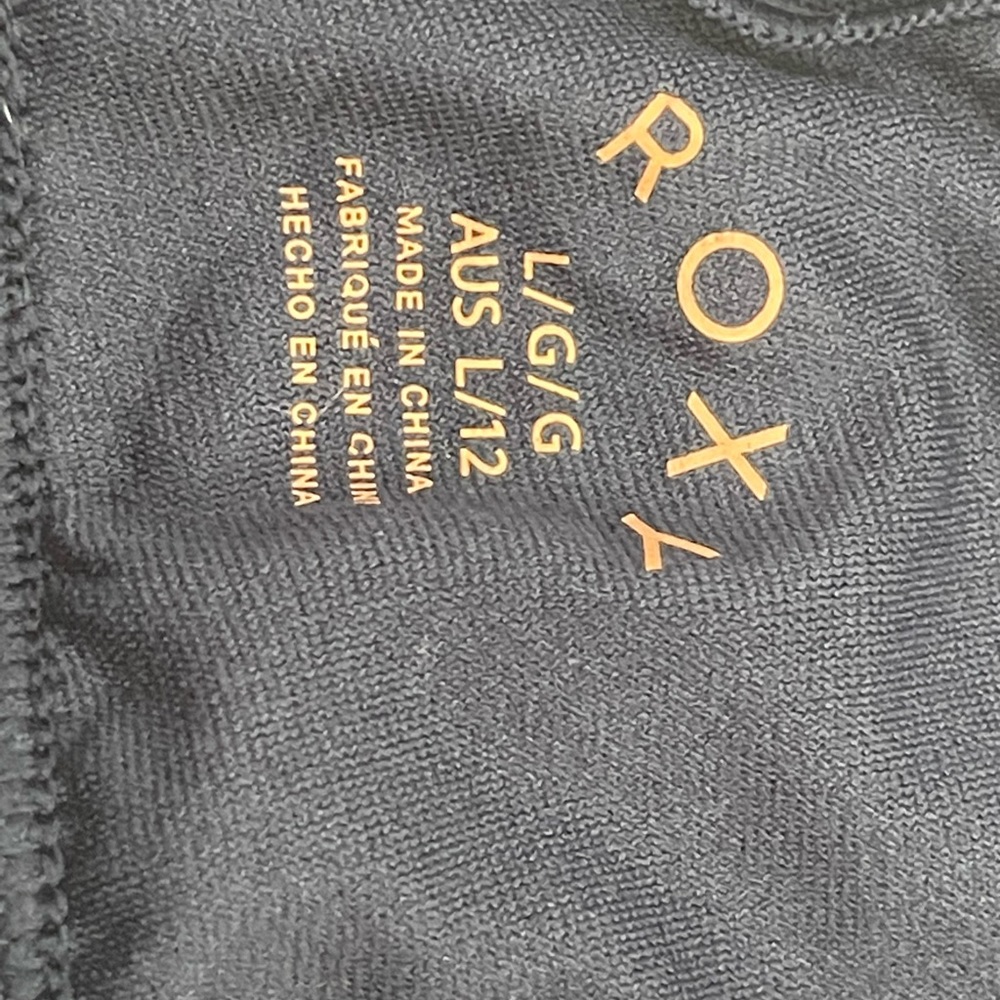 ROXY
L/G/G
AUS L/12
MADE IN CHINA
FABRIQUÉ EN CHIN
HECHO EN CHINA